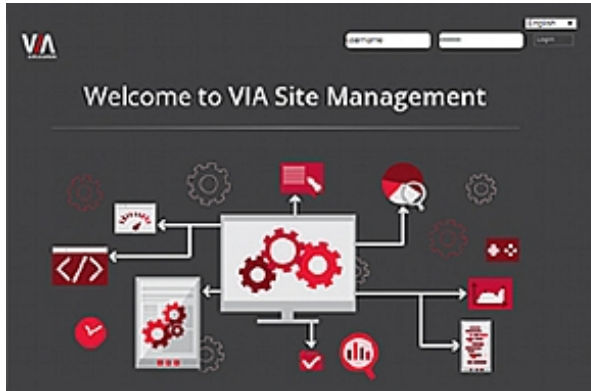 English
username
Login
VIA
Welcome to VIA Site Management
</>